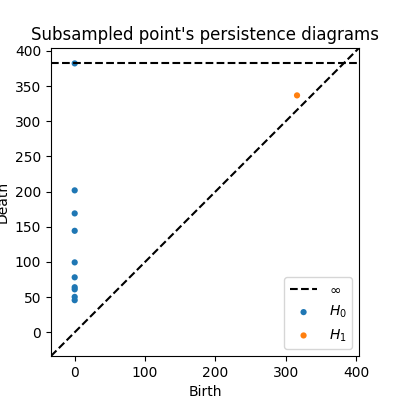 Subsampled point's persistence diagrams
400
350
300
250
200
150
100
50
0
Death
0 100 200 300 400
Birth
∞
H₀
H₁